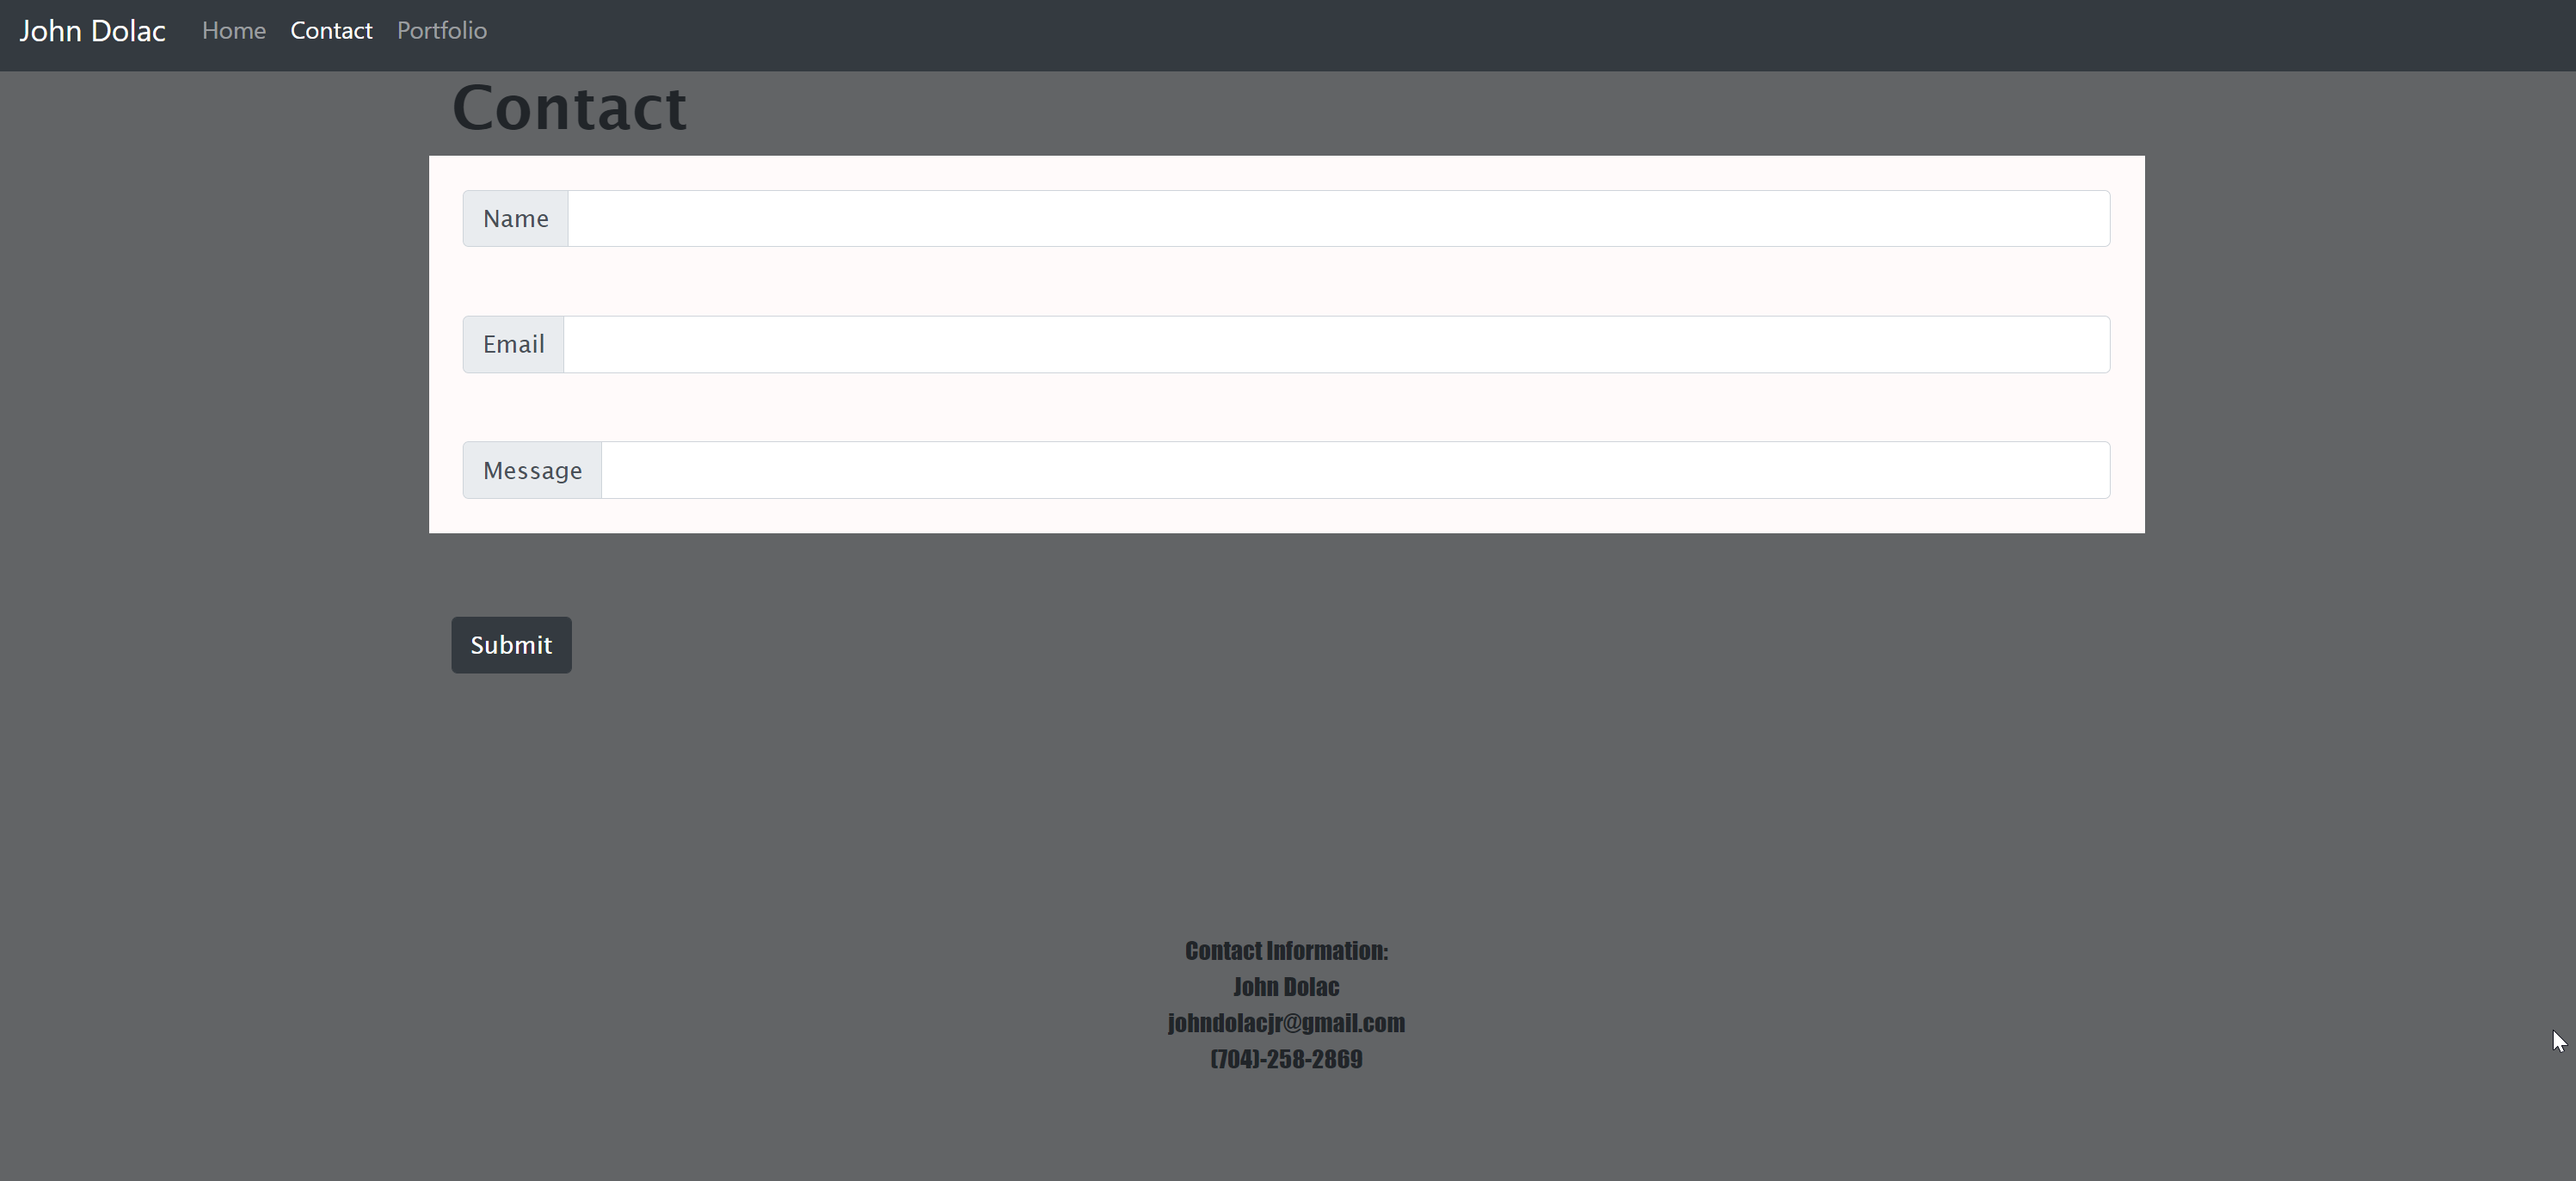 John Dolac Home Contact Portfolio
Contact
Name
Email
Message
Submit
Contact Information:
John Dolac
johndolacjr@gmail.com
(704)-258-2869